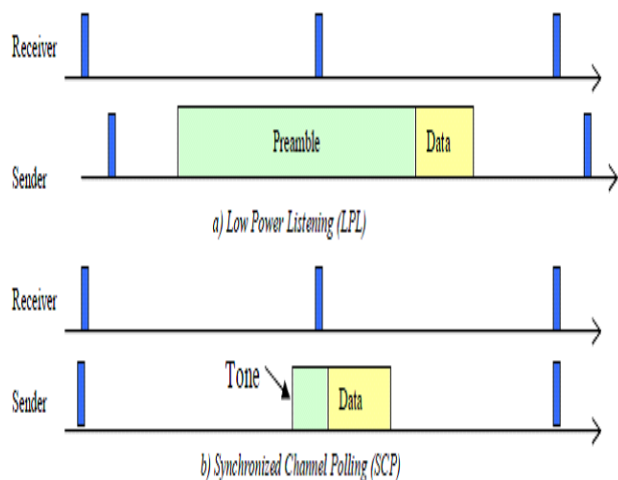 Receiver
Preamble Data
Sender
a) Low Power Listening (LPL)
Receiver
Tone
Data
Sender
b) Synchronized Channel Polling (SCP)